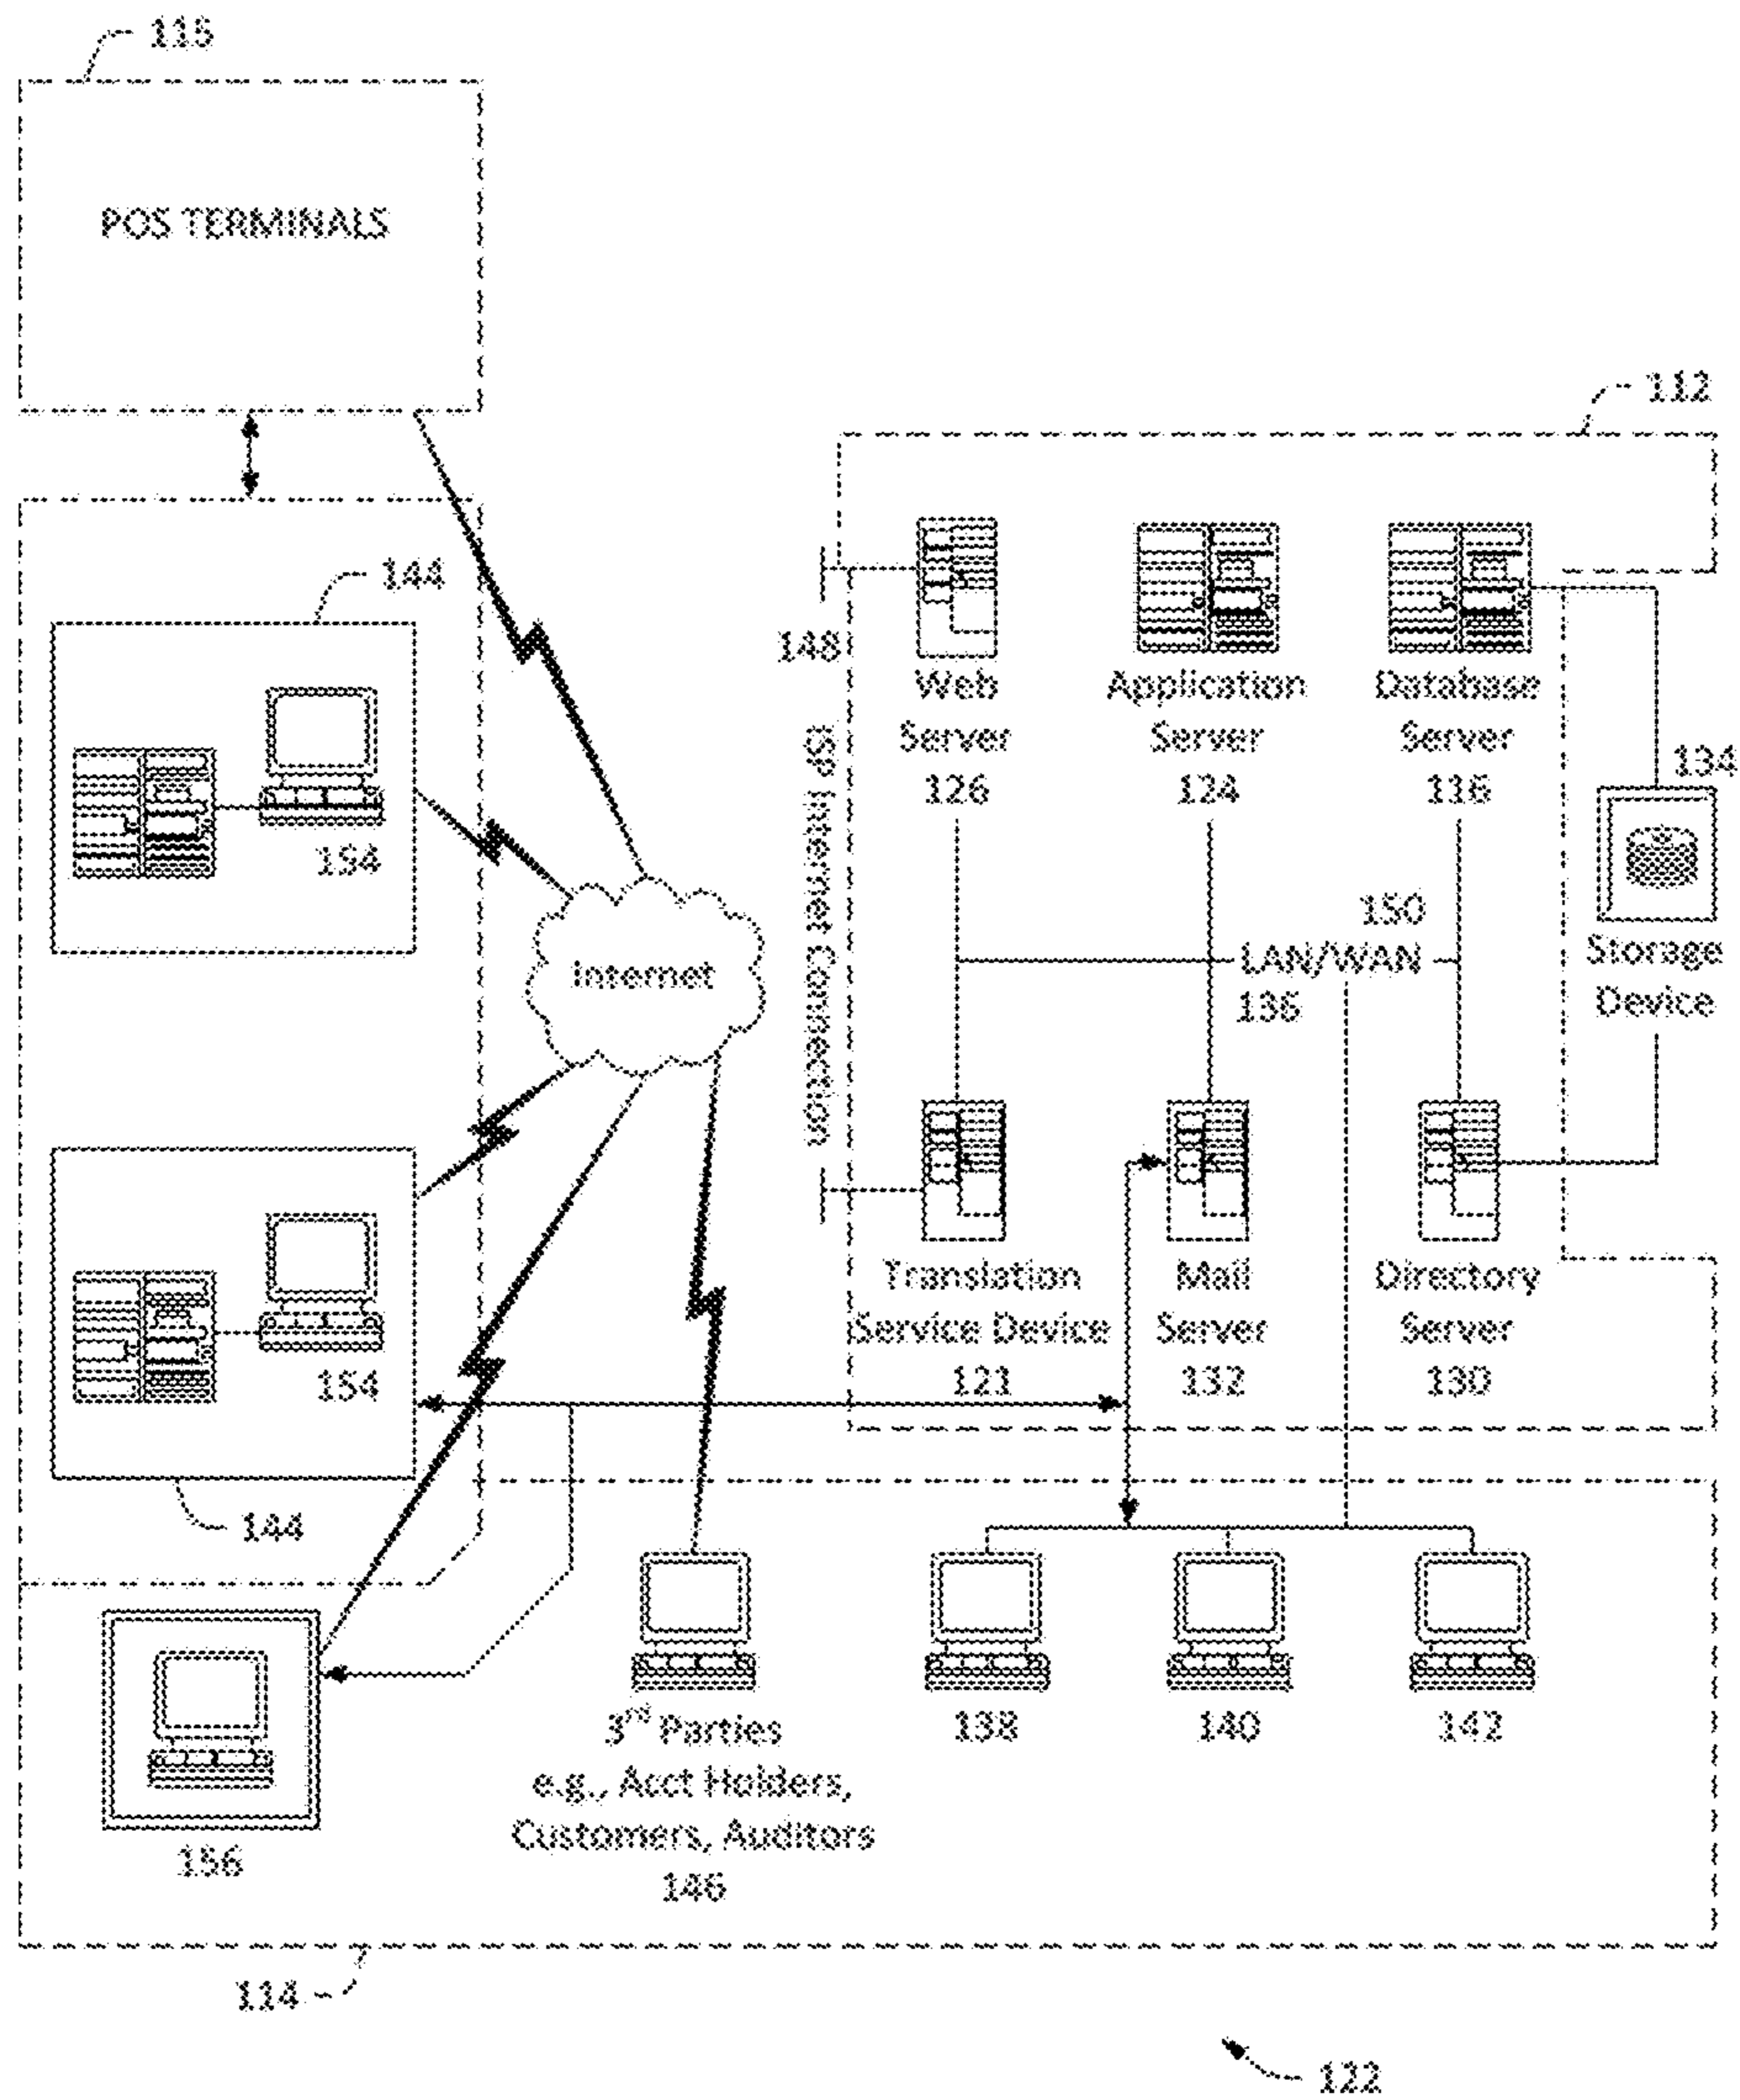 115
POS TERMINALS
112
144
148
Web
Server
126
Application
Server
124
Database
Server
116
134
Storage
Device
154
Internet
ISP Internet Connection
150
LAN/WAN
136
Translation
Service Device
121
Mail
Server
132
Directory
Server
130
154
144
156
3rd Parties
e.g., Acct Holders,
Customers, Auditors
146
138
140
142
114
122